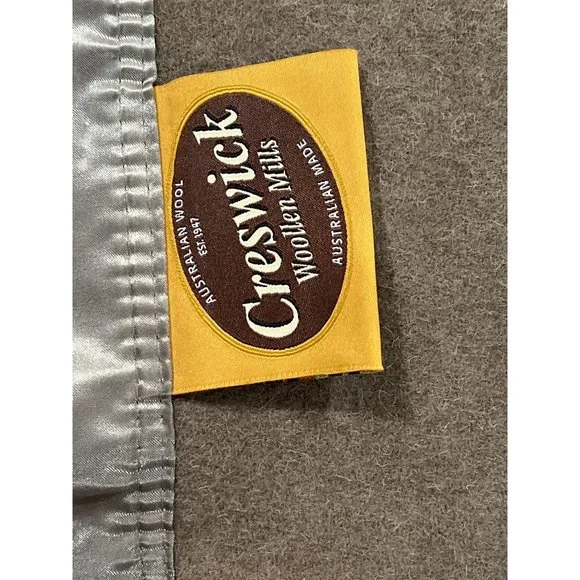 AUSTRALIAN WOOL
EST. 1947
Creswick
Woollen Mills
AUSTRALIAN MADE